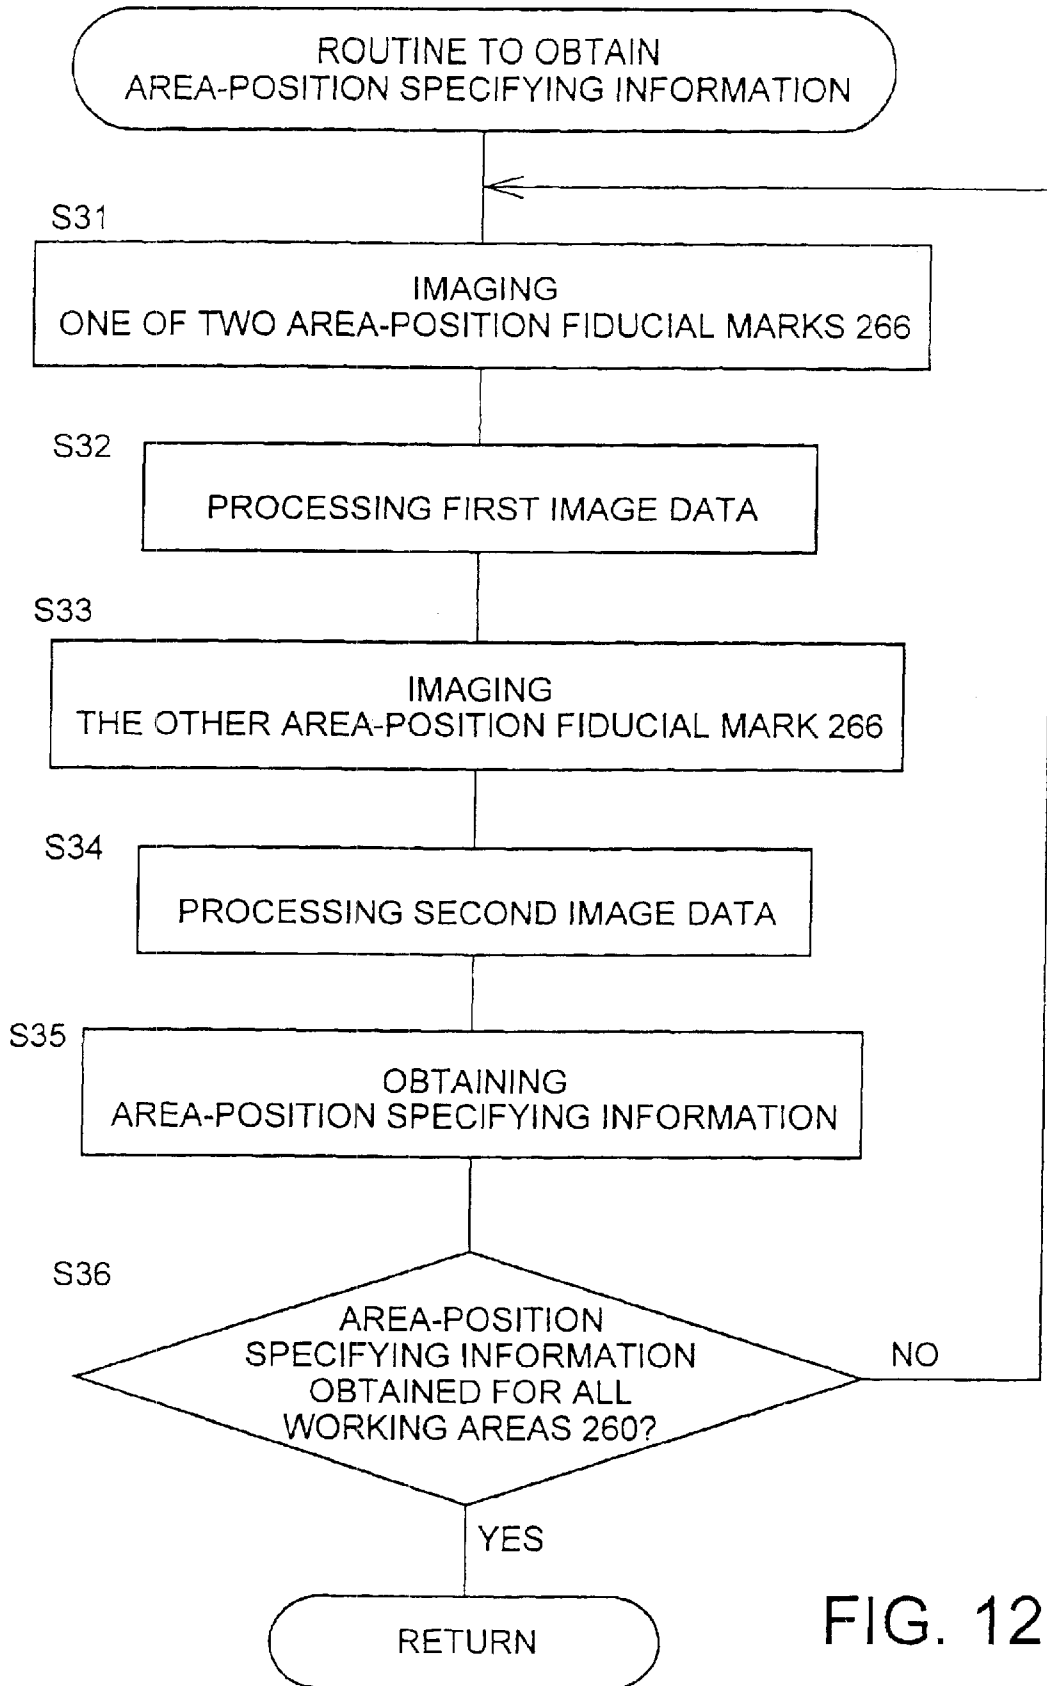 ROUTINE TO OBTAIN
AREA-POSITION SPECIFYING INFORMATION
S31
IMAGING
ONE OF TWO AREA-POSITION FIDUCIAL MARKS 266
S32
PROCESSING FIRST IMAGE DATA
S33
IMAGING
THE OTHER AREA-POSITION FIDUCIAL MARK 266
S34
PROCESSING SECOND IMAGE DATA
S35
OBTAINING
AREA-POSITION SPECIFYING INFORMATION
S36
AREA-POSITION
SPECIFYING INFORMATION
OBTAINED FOR ALL
WORKING AREAS 260?
NO
YES
RETURN
FIG. 12